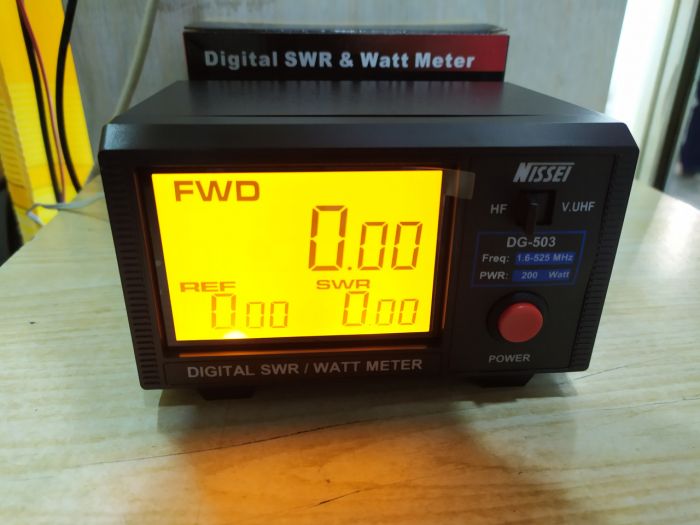 Digital SWR & Watt Meter
NISSEI
FWD
0.00
REF
0.00
SWR
0.00
HF
V.UHF
DG-503
Freq: 1.6-525 MHz
PWR: 200 Watt
POWER
DIGITAL SWR / WATT METER